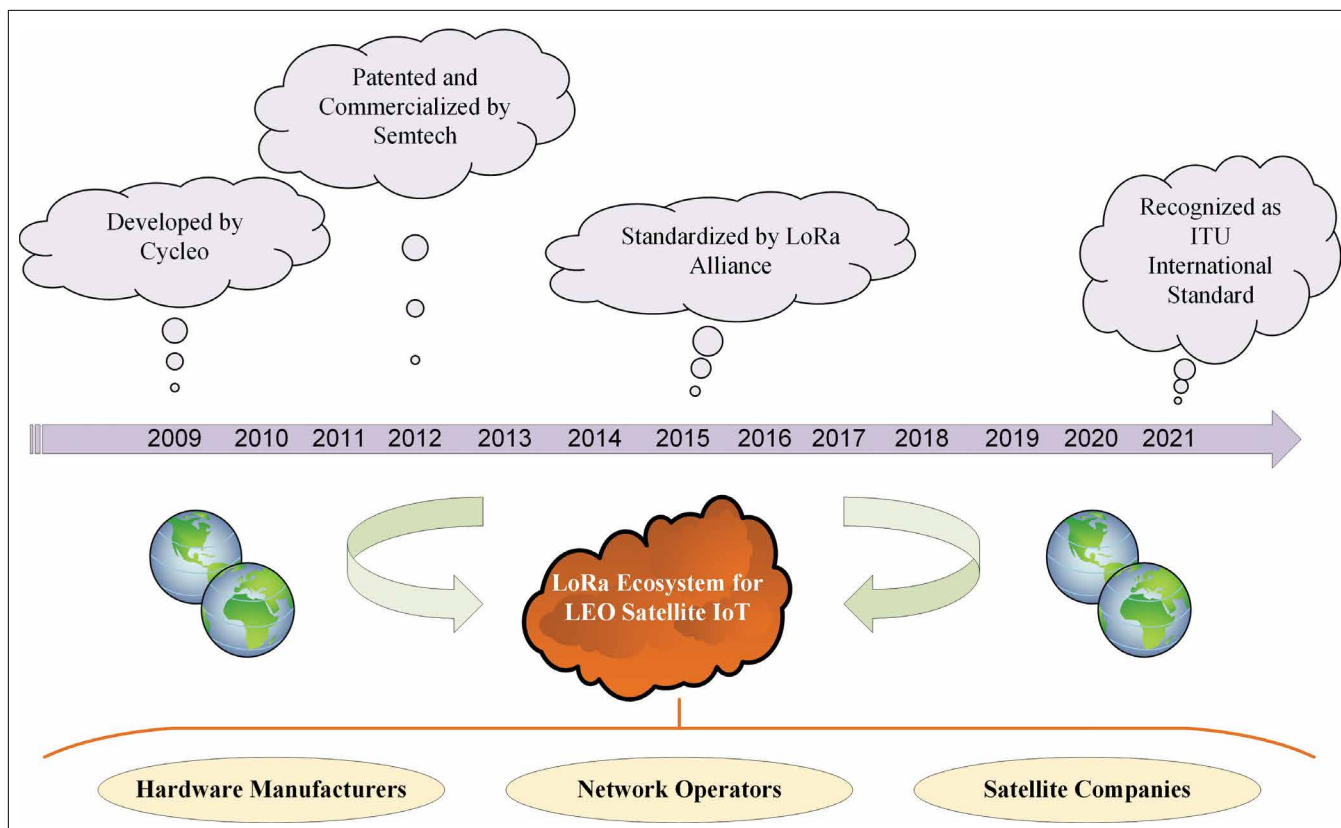 Patented and
Commercialized by
Semtech
Developed by
Cycleo
Standardized by LoRa
Alliance
Recognized as
ITU
International
Standard
2009 2010 2011 2012 2013 2014 2015 2016 2017 2018 2019 2020 2021
LoRa Ecosystem for
LEO Satellite IoT
Hardware Manufacturers Network Operators Satellite Companies